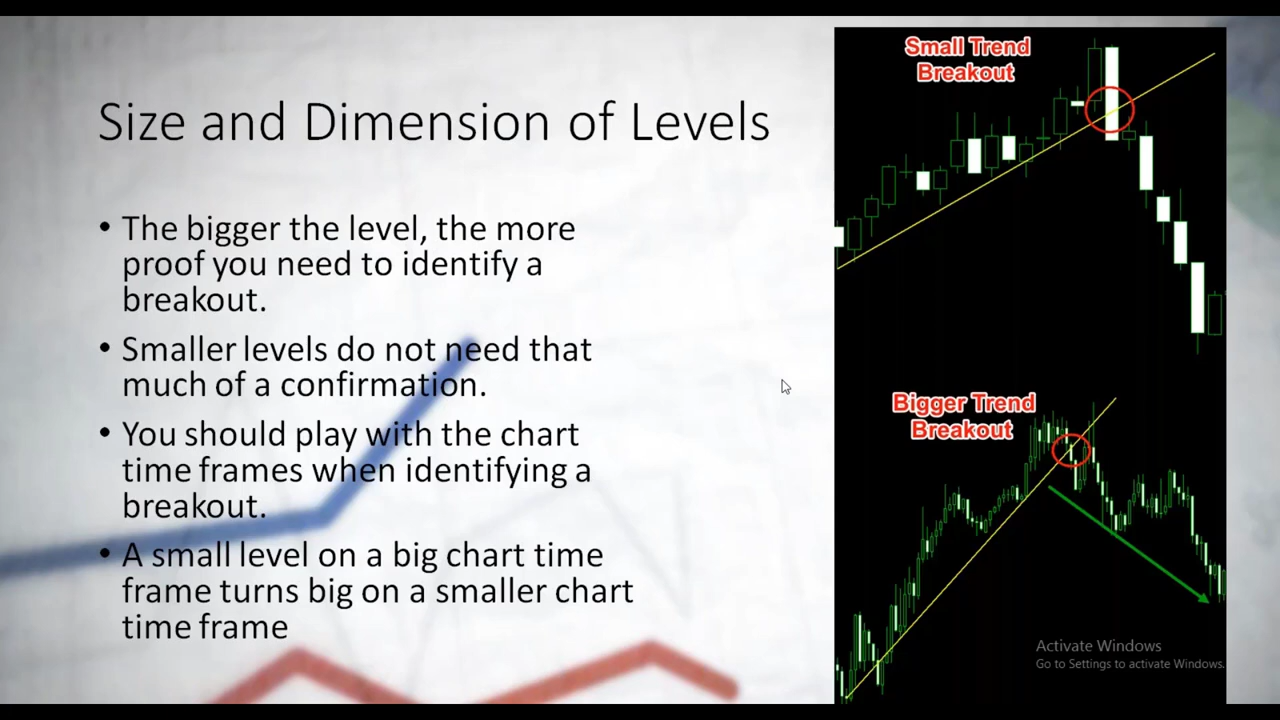 Size and Dimension of Levels
• The bigger the level, the more
proof you need to identify a
breakout.
• Smaller levels do not need that
much of a confirmation.
• You should play with the chart
time frames when identifying a
breakout.
• A small level on a big chart time
frame turns big on a smaller chart
time frame
Small Trend
Breakout
Bigger Trend
Breakout
Activate Windows
Go to Settings to activate Windows.